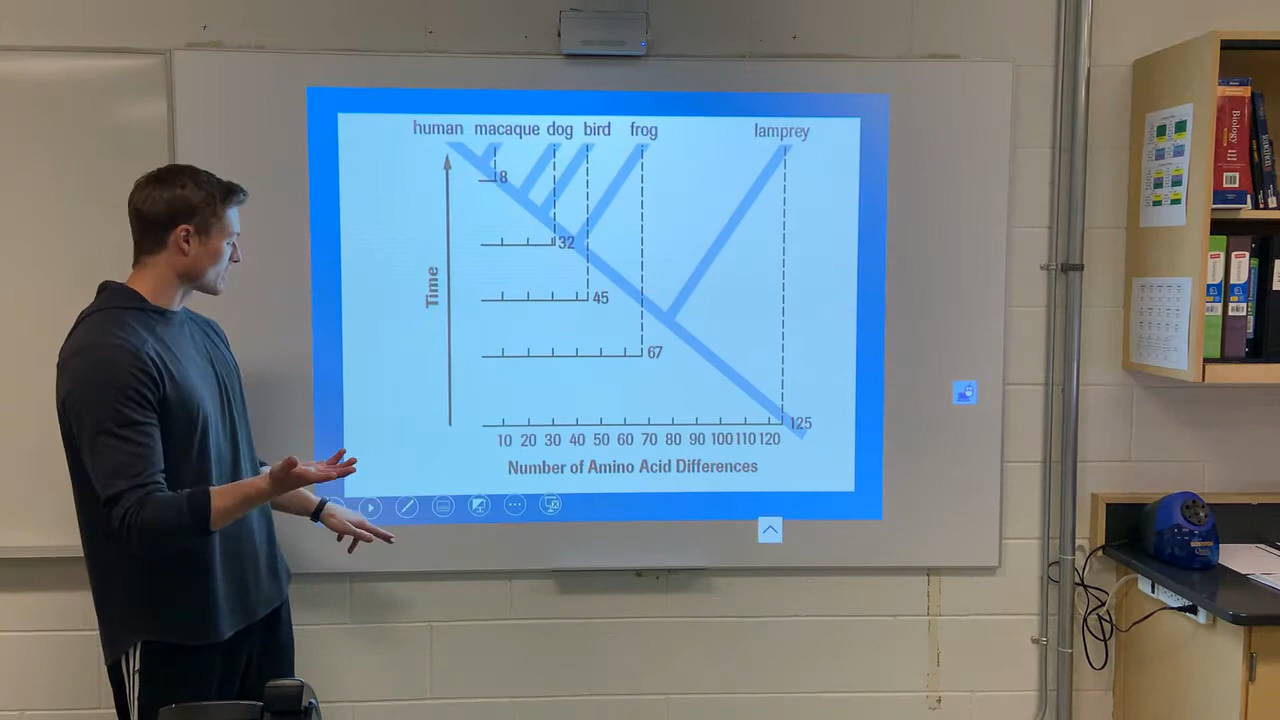 human macaque dog bird frog lamprey
8
32
45
67
125
Time
10 20 30 40 50 60 70 80 90 100 110 120
Number of Amino Acid Differences
Biology